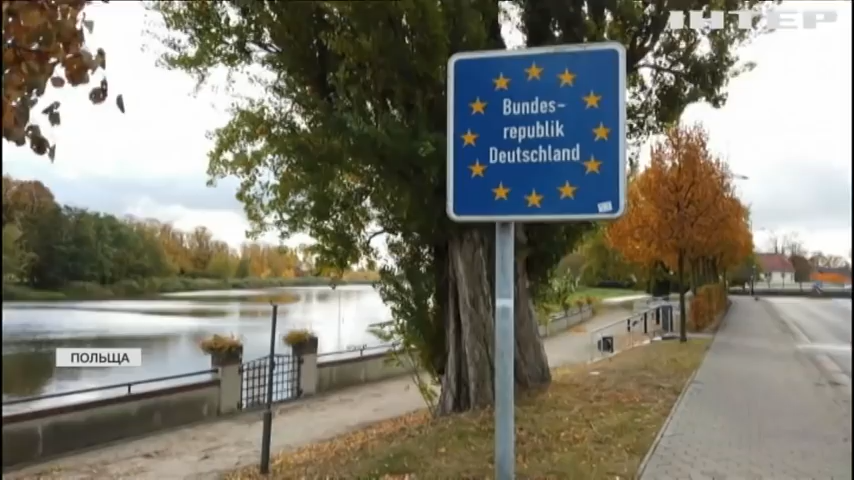 ІНТЕР
Bundes-
republik
Deutschland
ПОЛЬЩА